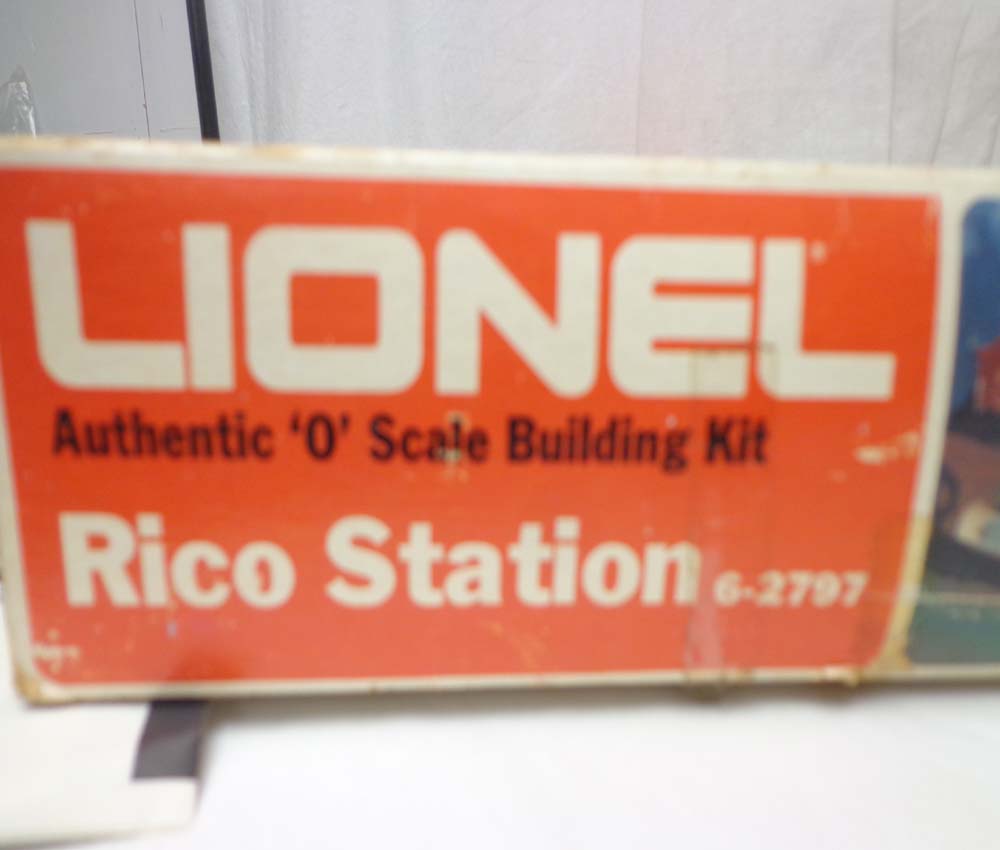 LIONEL
Authentic 'O' Scale Building Kit
Rico Station 6-2797